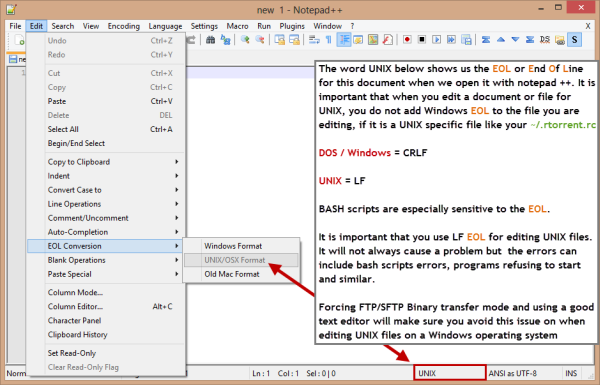 new 1 - Notepad++
File Edit Search View Encoding Language Settings Macro Run Plugins Window ?
Undo Ctrl+Z
Redo Ctrl+Y
Cut Ctrl+X
Copy Ctrl+C
Paste Ctrl+V
Delete DEL
Select All Ctrl+A
Begin/End Select
Copy to Clipboard
Indent
Convert Case to
Line Operations
Comment/Uncomment
Auto-Completion
EOL Conversion
Blank Operations
Paste Special
Column Mode...
Column Editor... Alt+C
Character Panel
Clipboard History
Set Read-Only
Clear Read-Only Flag
Windows Format
UNIX/OSX Format
Old Mac Format
ne
1
The word UNIX below shows us the EOL or End Of Line
for this document when we open it with notepad ++. It is
important that when you edit a document or file for
UNIX, you do not add Windows EOL to the file you are
editing, if it is a UNIX specific file like your ~/.rtorrent.rc
DOS / Windows = CRLF
UNIX = LF
BASH scripts are especially sensitive to the EOL.
It is important that you use LF EOL for editing UNIX files.
It will not always cause a problem but the errors can
include bash scripts errors, programs refusing to start
and similar.
Forcing FTP/SFTP Binary transfer mode and using a good
text editor will make sure you avoid this issue on when
editing UNIX files on a Windows operating system
Norm Ln : 1 Col : 1 Sel : 0 | 0 UNIX ANSI as UTF-8 INS